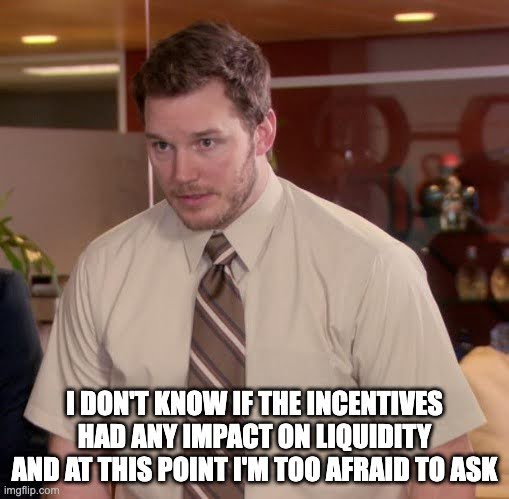 I DON'T KNOW IF THE INCENTIVES
HAD ANY IMPACT ON LIQUIDITY
AND AT THIS POINT I'M TOO AFRAID TO ASK
imgflip.com